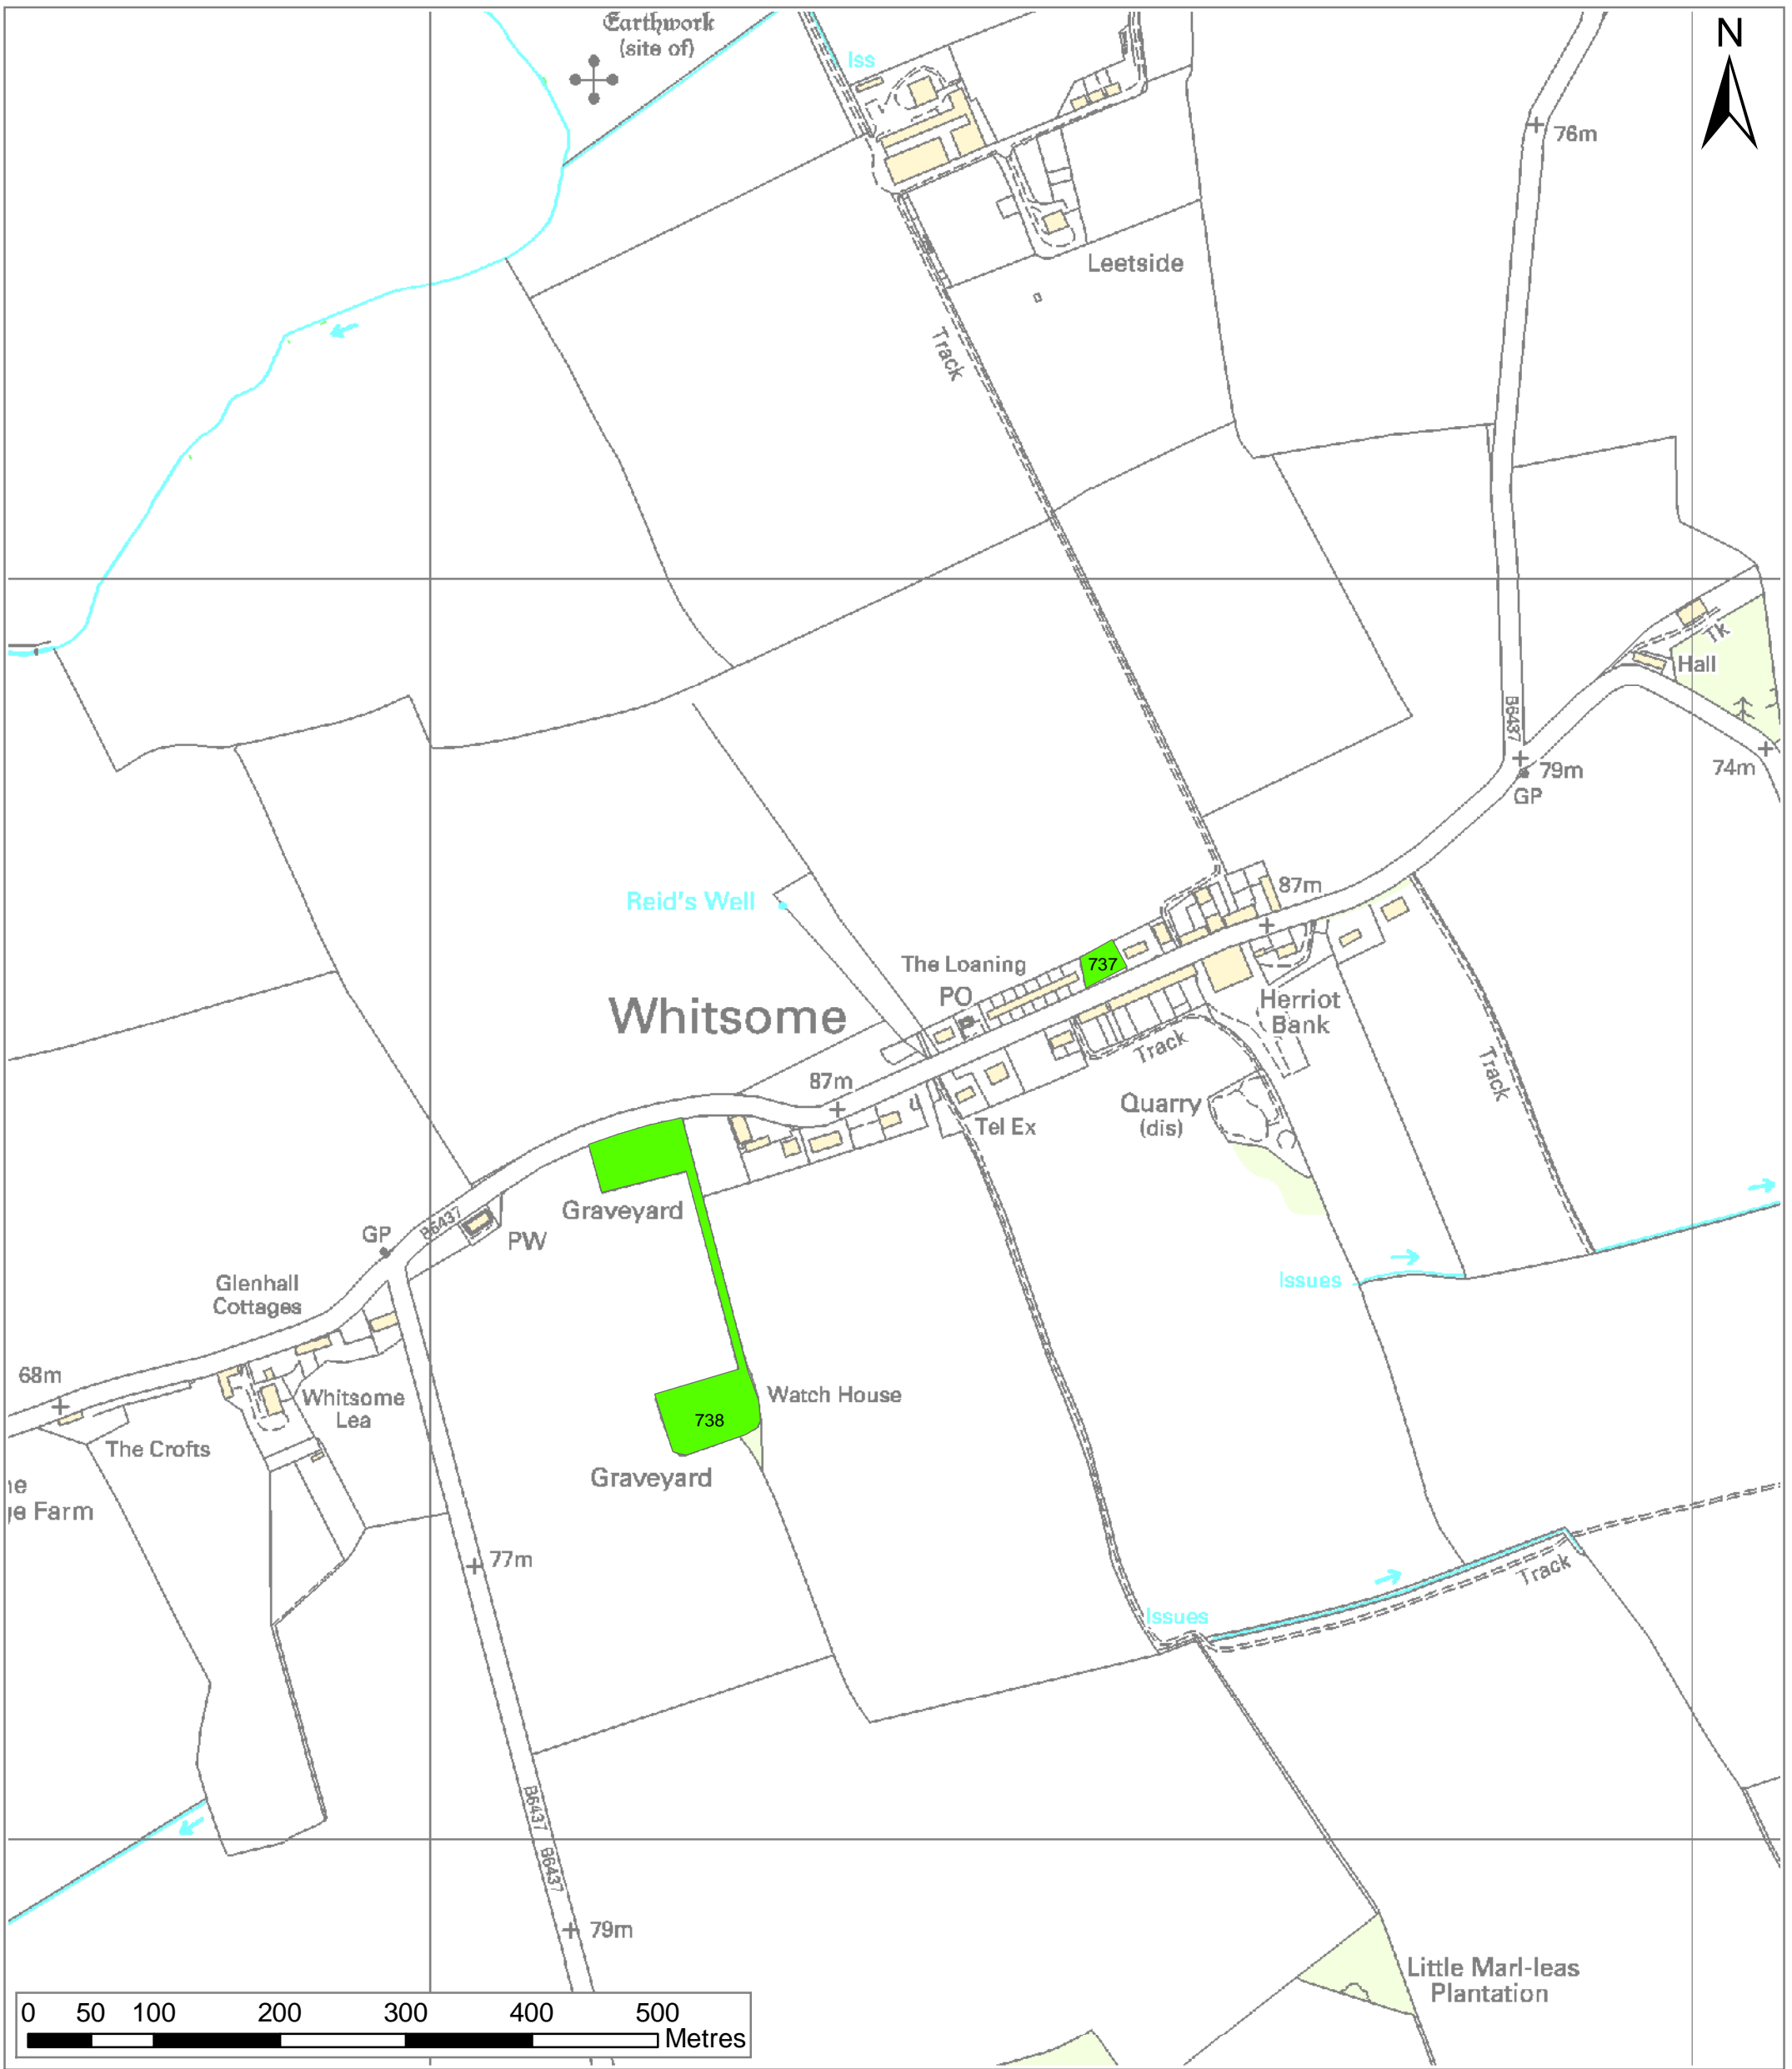 Earthwork
(site of)
Iss
N
76m
Leetside
Track
Tk
Hall
B6437
79m
GP
74m
Reid's Well
87m
The Loaning
737
PO
Whitsome
Herriot
Bank
Track
Track
87m
Quarry
(dis)
Tel Ex
Graveyard
PW
B6437
GP
Issues
Glenhall
Cottages
68m
Whitsome
Lea
Watch House
738
The Crofts
Graveyard
e Farm
77m
Track
Issues
B6437
B6437
79m
Little Marl-leas
Plantation
0 50 100 200 300 400 500
Metres